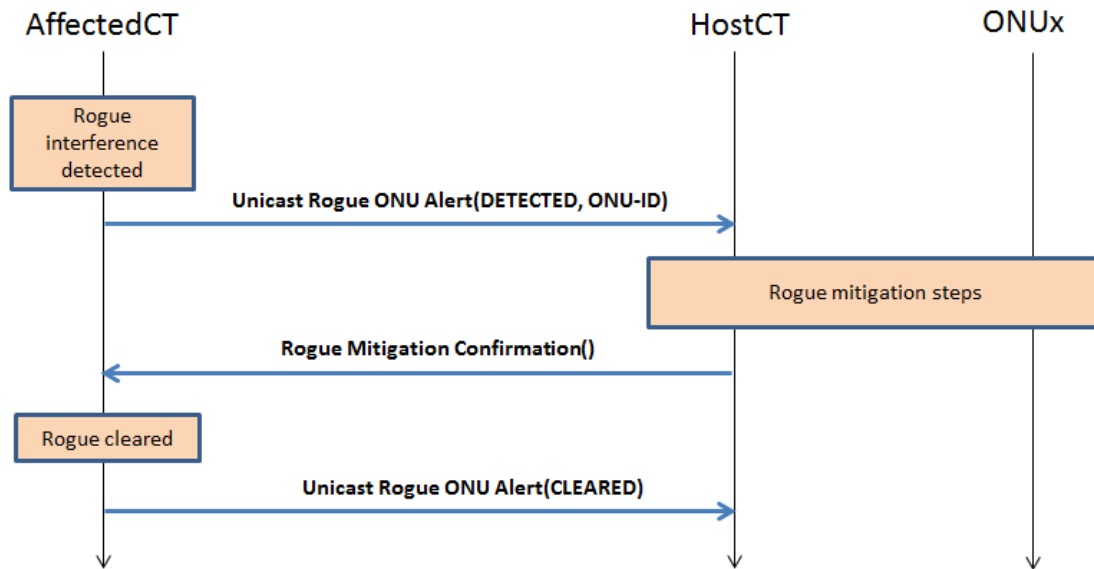 AffectedCT
HostCT
ONUx
Rogue
interference
detected
Unicast Rogue ONU Alert(DETECTED, ONU-ID)
Rogue mitigation steps
Rogue Mitigation Confirmation()
Rogue cleared
Unicast Rogue ONU Alert(CLEARED)